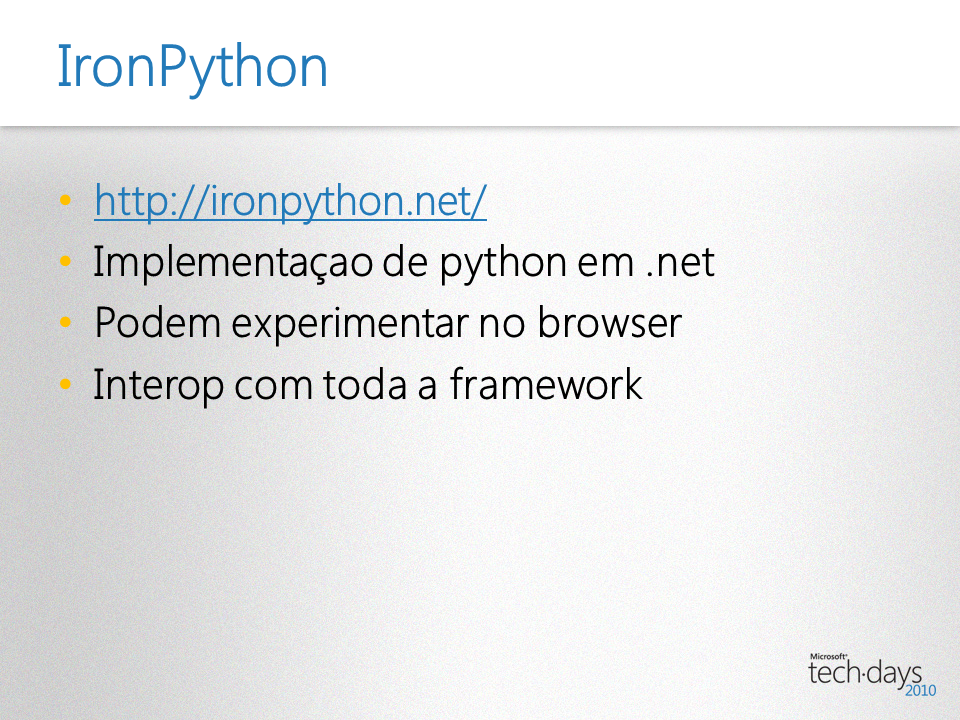 IronPython
• http://ironpython.net/
• Implementaçao de python em .net
• Podem experimentar no browser
• Interop com toda a framework
Microsoft®
tech·days
2010